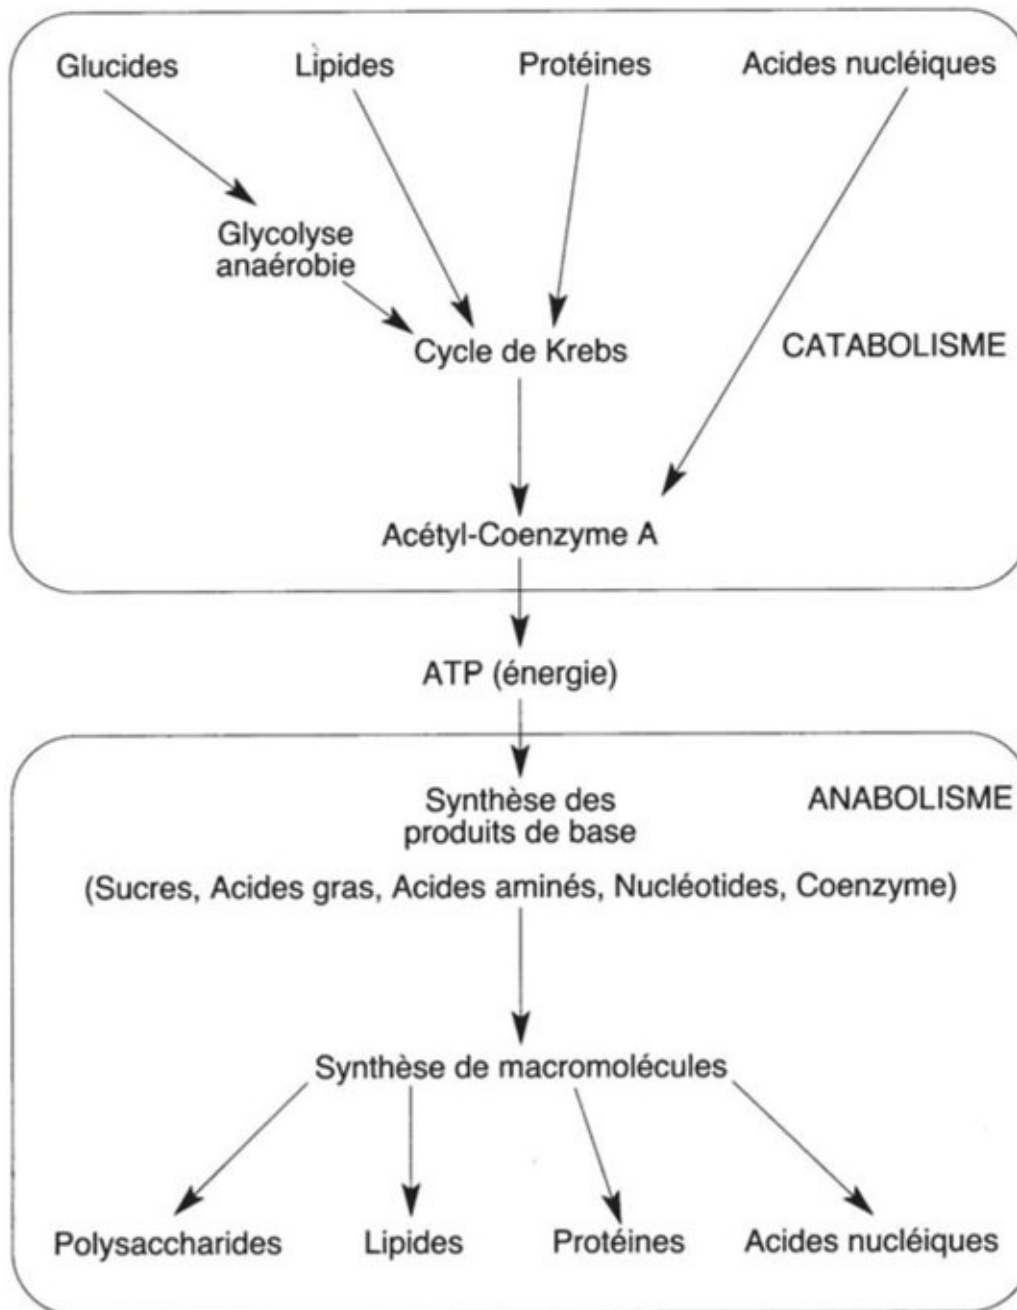 Glucides Lipides Protéines Acides nucléiques
Glycolyse
anaérobie
Cycle de Krebs
CATABOLISME
Acétyl-Coenzyme A
ATP (énergie)
Synthèse des
produits de base
ANABOLISME
(Sucres, Acides gras, Acides aminés, Nucléotides, Coenzyme)
Synthèse de macromolécules
Polysaccharides Lipides Protéines Acides nucléiques